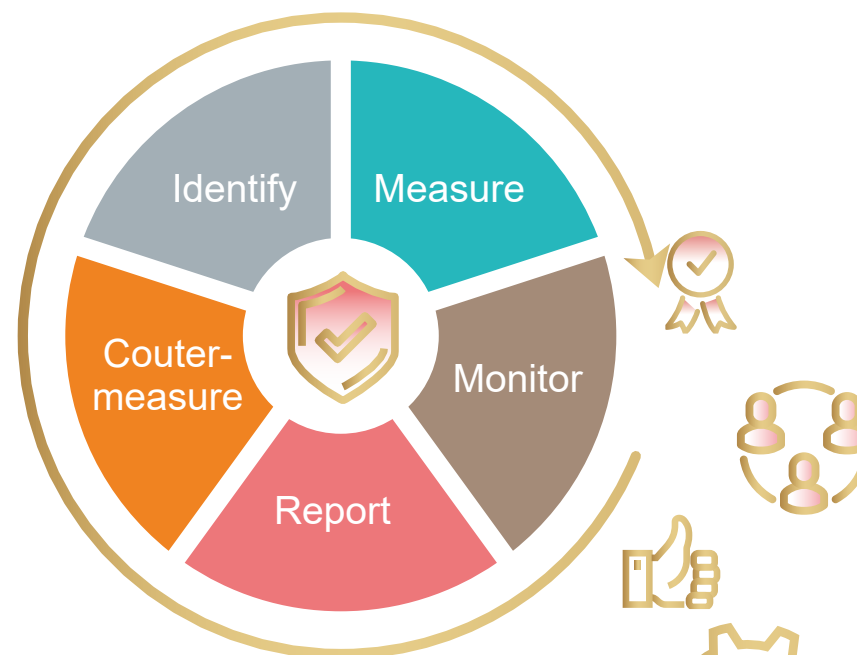 Identify
Measure
Couter-
measure
Monitor
Report